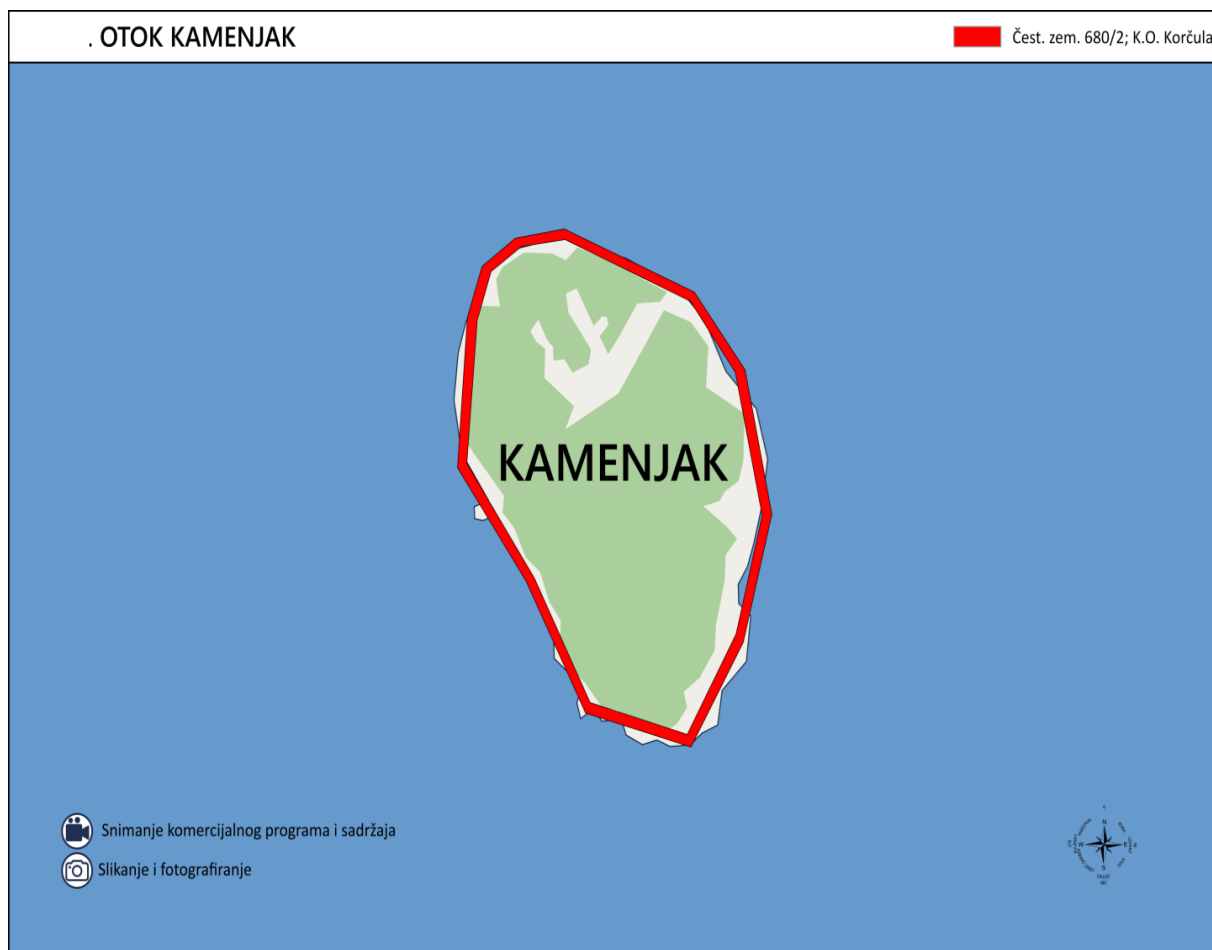 . OTOK KAMENJAK
Čest. zem. 680/2; K.O. Korčula
KAMENJAK
Snimanje komercijalnog programa i sadržaja
Slikanje i fotografiranje
N
W E
S